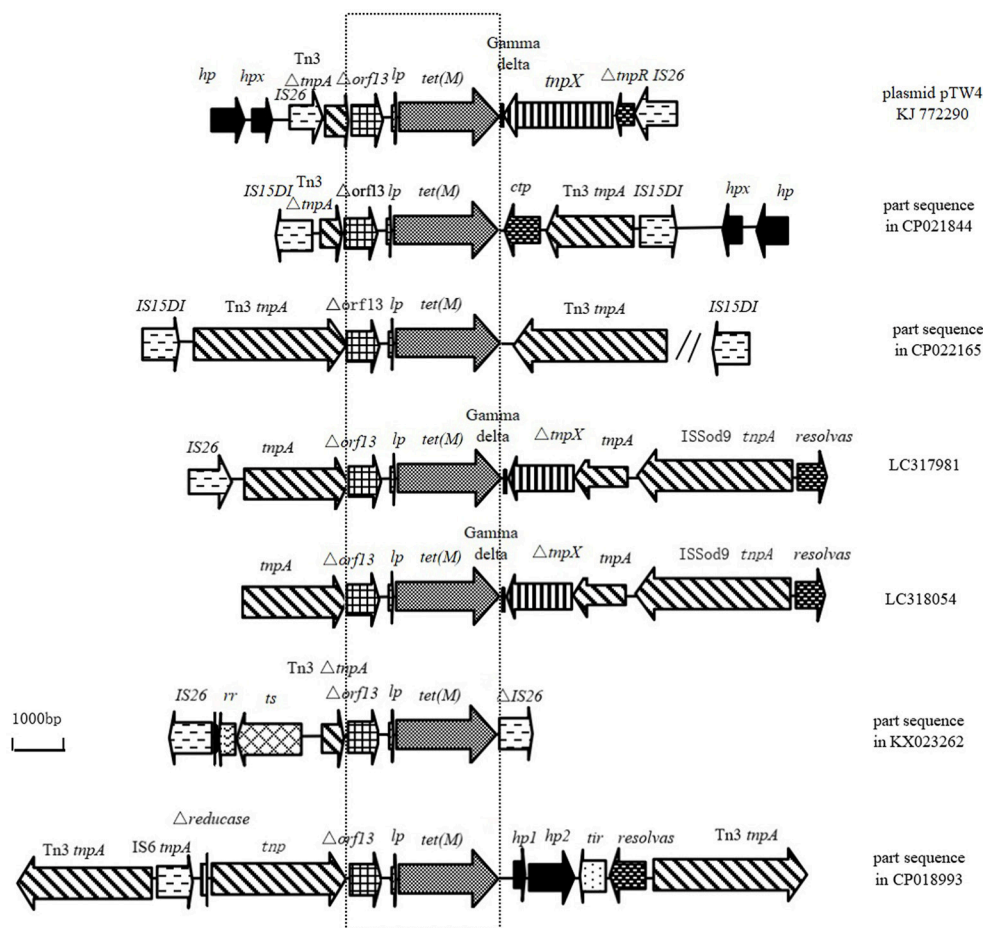 Tn3 Gamma
hp hpx △tnpA △orf13 lp tet(M) delta tnpX △tnpR IS26
IS26
plasmid pTW4
KJ 772290
Tn3
IS15DI △tnpA △orf13 lp tet(M) ctp Tn3 tnpA IS15DI hpx hp
part sequence
in CP021844
IS15DI Tn3 tnpA △orf13 lp tet(M) Tn3 tnpA IS15DI
part sequence
in CP022165
Gamma
IS26 tnpA △orf13 lp tet(M) delta △tnpX tnpA ISSod9 tnpA resolvas
LC317981
Gamma
tnpA △orf13 lp tet(M) delta △tnpX tnpA ISSod9 tnpA resolvas
LC318054
Tn3 △tnpA
IS26 rr ts △orf13 lp tet(M) △IS26
1000bp
part sequence
in KX023262
△reducase
Tn3 tnpA IS6 tnpA tnp △orf13 lp tet(M) hp1 hp2 tir resolvas Tn3 tnpA
part sequence
in CP018993